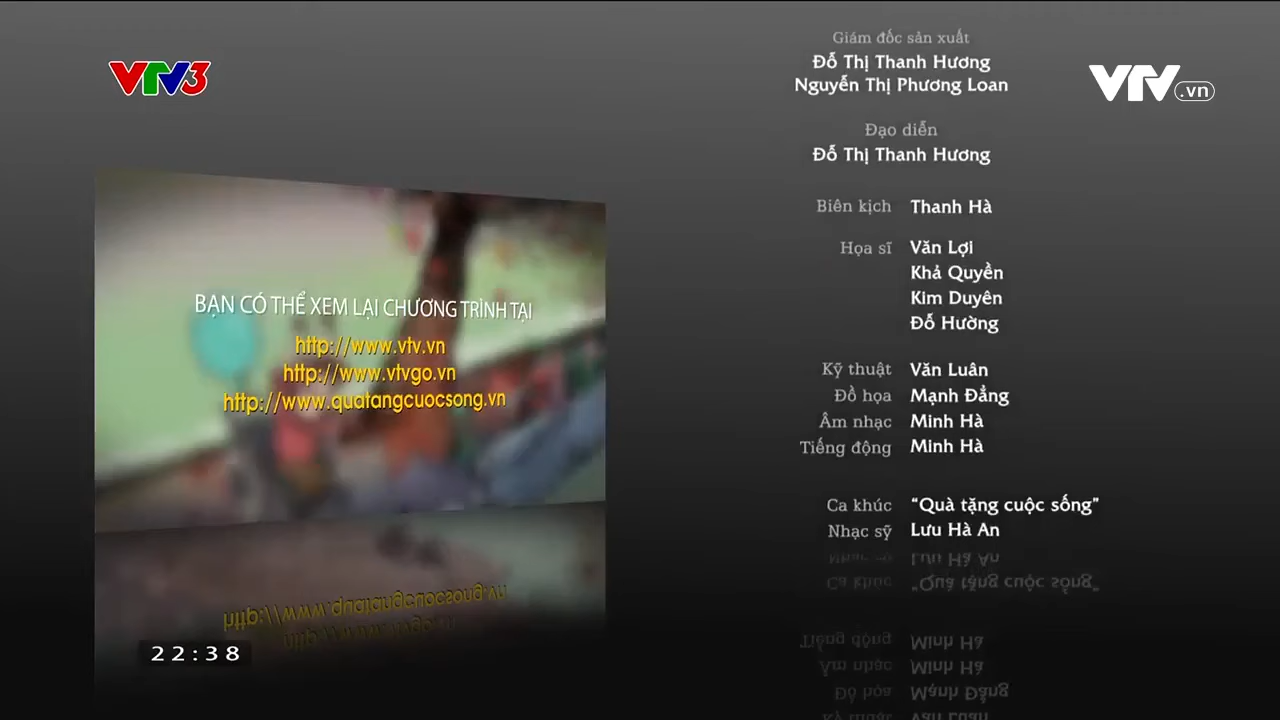 VTV3
VTV.vn
Giám đốc sản xuất
Đỗ Thị Thanh Hương
Nguyễn Thị Phương Loan
Đạo diễn
Đỗ Thị Thanh Hương
Biên kịch Thanh Hà
Họa sĩ Văn Lợi
Khả Quyền
Kim Duyên
Đỗ Hường
Kỹ thuật Văn Luân
Đồ họa Mạnh Đẳng
Âm nhạc Minh Hà
Tiếng động Minh Hà
Ca khúc “Quà tặng cuộc sống”
Nhạc sỹ Lưu Hà An
BẠN CÓ THỂ XEM LẠI CHƯƠNG TRÌNH TẠI
http://www.vtv.vn
http://www.vtvgo.vn
http://www.quatangcuocsong.vn
22:38